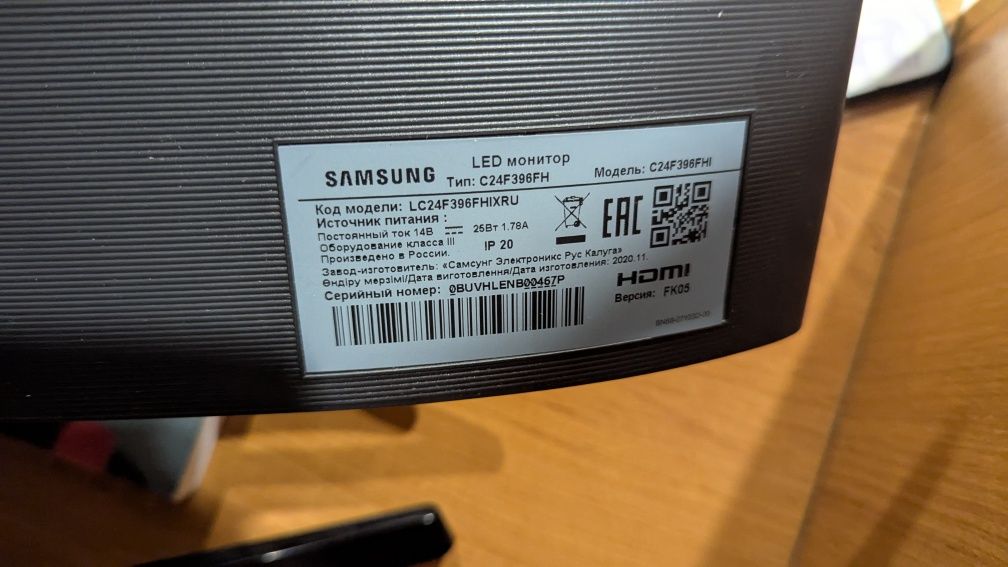 LED монитор
SAMSUNG Тип: C24F396FH Модель: C24F396FHI
Код модели: LC24F396FHIXRU
Источник питания :
Постоянный ток 14В 25Вт 1.78A
Оборудование класса III IP 20
Произведено в России.
Завод-изготовитель: «Самсунг Электроникс Рус Калуга»
Өндіру мерзімі/Дата виготовлення/Дата изготовления: 2020.11.
Серийный номер: 0BUVHLENB00467P
EAC
HDMI
Версия: FK05